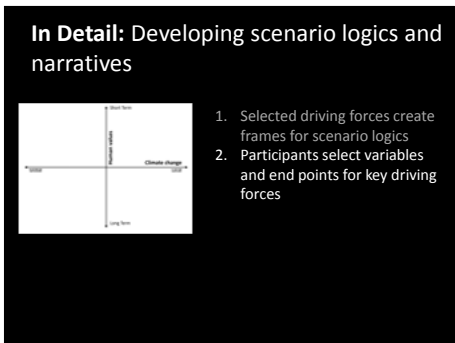 In Detail: Developing scenario logics and
narratives
Short Term
Human values
Climate change
Long Term
1. Selected driving forces create
frames for scenario logics
2. Participants select variables
and end points for key driving
forces